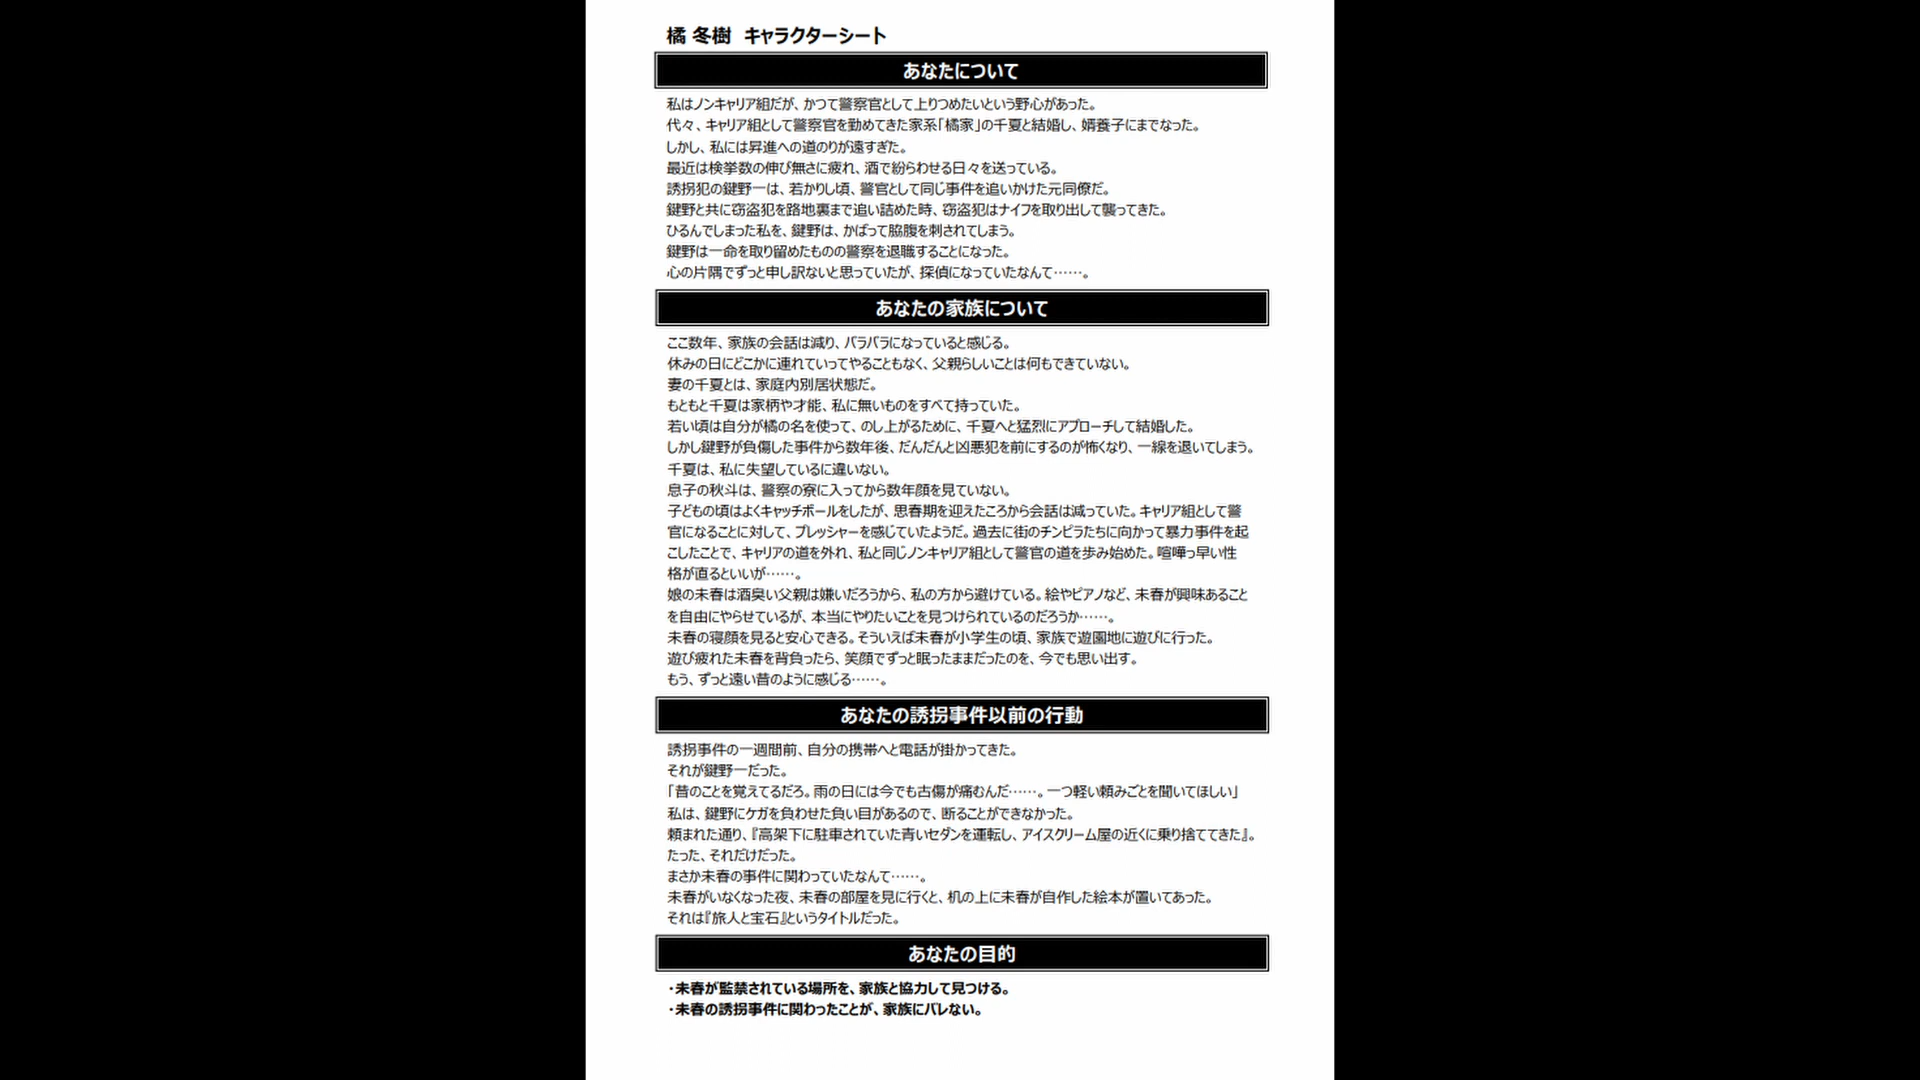 橘 冬樹　キャラクターシート
あなたについて
私はノンキャリア組だが、かつて警察官として上りつめたいという野心があった。
代々、キャリア組として警察官を勤めてきた家系「橘家」の千夏と結婚し、婿養子にまでなった。
しかし、私には昇進への道のりが遠すぎた。
最近は検挙数の伸び無さに疲れ、酒で紛らわせる日々を送っている。
誘拐犯の鍵野一は、若かりし頃、警官として同じ事件を追いかけた元同僚だ。
鍵野と共に窃盗犯を路地裏まで追い詰めた時、窃盗犯はナイフを取り出して襲ってきた。
ひるんでしまった私を、鍵野は、かばって脇腹を刺されてしまう。
鍵野は一命を取り留めたものの警察を退職することになった。
心の片隅でずっと申し訳ないと思っていたが、探偵になっていたなんて……。
あなたの家族について
ここ数年、家族の会話は減り、バラバラになっていると感じる。
休みの日にどこかに連れていってやることもなく、父親らしいことは何もできていない。
妻の千夏とは、家庭内別居状態だ。
もともと千夏は家柄や才能、私に無いものをすべて持っていた。
若い頃は自分が橘の名を使って、のし上がるために、千夏へと猛烈にアプローチして結婚した。
しかし鍵野が負傷した事件から数年後、だんだんと凶悪犯を前にするのが怖くなり、一線を退いてしまう。
千夏は、私に失望しているに違いない。
息子の秋斗は、警察の寮に入ってから数年顔を見ていない。
子どもの頃はよくキャッチボールをしたが、思春期を迎えたころから会話は減っていた。キャリア組として警
官になることに対して、プレッシャーを感じていたようだ。過去に街のチンピラたちに向かって暴力事件を起
こしたことで、キャリアの道を外れ、私と同じノンキャリア組として警官の道を歩み始めた。喧嘩っ早い性
格が直るといいが……。
娘の未春は酒臭い父親は嫌いだろうから、私の方から避けている。絵やピアノなど、未春が興味あること
を自由にやらせているが、本当にやりたいことを見つけられているのだろうか……。
未春の寝顔を見ると安心できる。そういえば未春が小学生の頃、家族で遊園地に遊びに行った。
遊び疲れた未春を背負ったら、笑顔でずっと眠ったままだったのを、今でも思い出す。
もう、ずっと遠い昔のように感じる……。
あなたの誘拐事件以前の行動
誘拐事件の一週間前、自分の携帯へと電話が掛かってきた。
それが鍵野一だった。
「昔のことを覚えてるだろ。雨の日には今でも古傷が痛むんだ……。一つ軽い頼みごとを聞いてほしい」
私は、鍵野にケガを負わせた負い目があるので、断ることができなかった。
頼まれた通り、『高架下に駐車されていた青いセダンを運転し、アイスクリーム屋の近くに乗り捨ててきた』。
たった、それだけだった。
まさか未春の事件に関わっていたなんて……。
未春がいなくなった夜、未春の部屋を見に行くと、机の上に未春が自作した絵本が置いてあった。
それは『旅人と宝石』というタイトルだった。
あなたの目的
・未春が監禁されている場所を、家族と協力して見つける。
・未春の誘拐事件に関わったことが、家族にバレない。